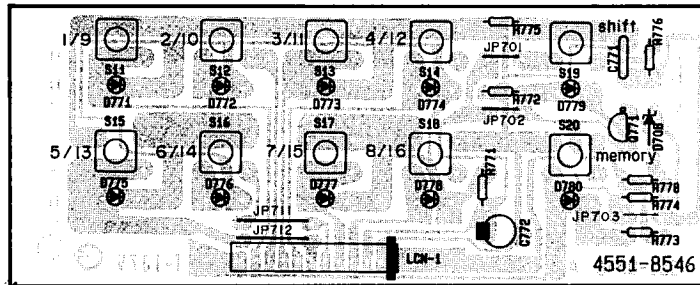 1/9 2/10 3/11 4/12 R775 shift R776
JP701 C771
S11 S12 S13 S14 S19
D771 D772 D773 D774 R772 D779
JP702 D708
S15 S16 S17 S18 S20
5/13 6/14 7/15 8/16 R771 memory
D775 D776 D777 D778 D780 R778
R774
JP711 JP703
JP712 C772 R773
LCN-1 4551-8546